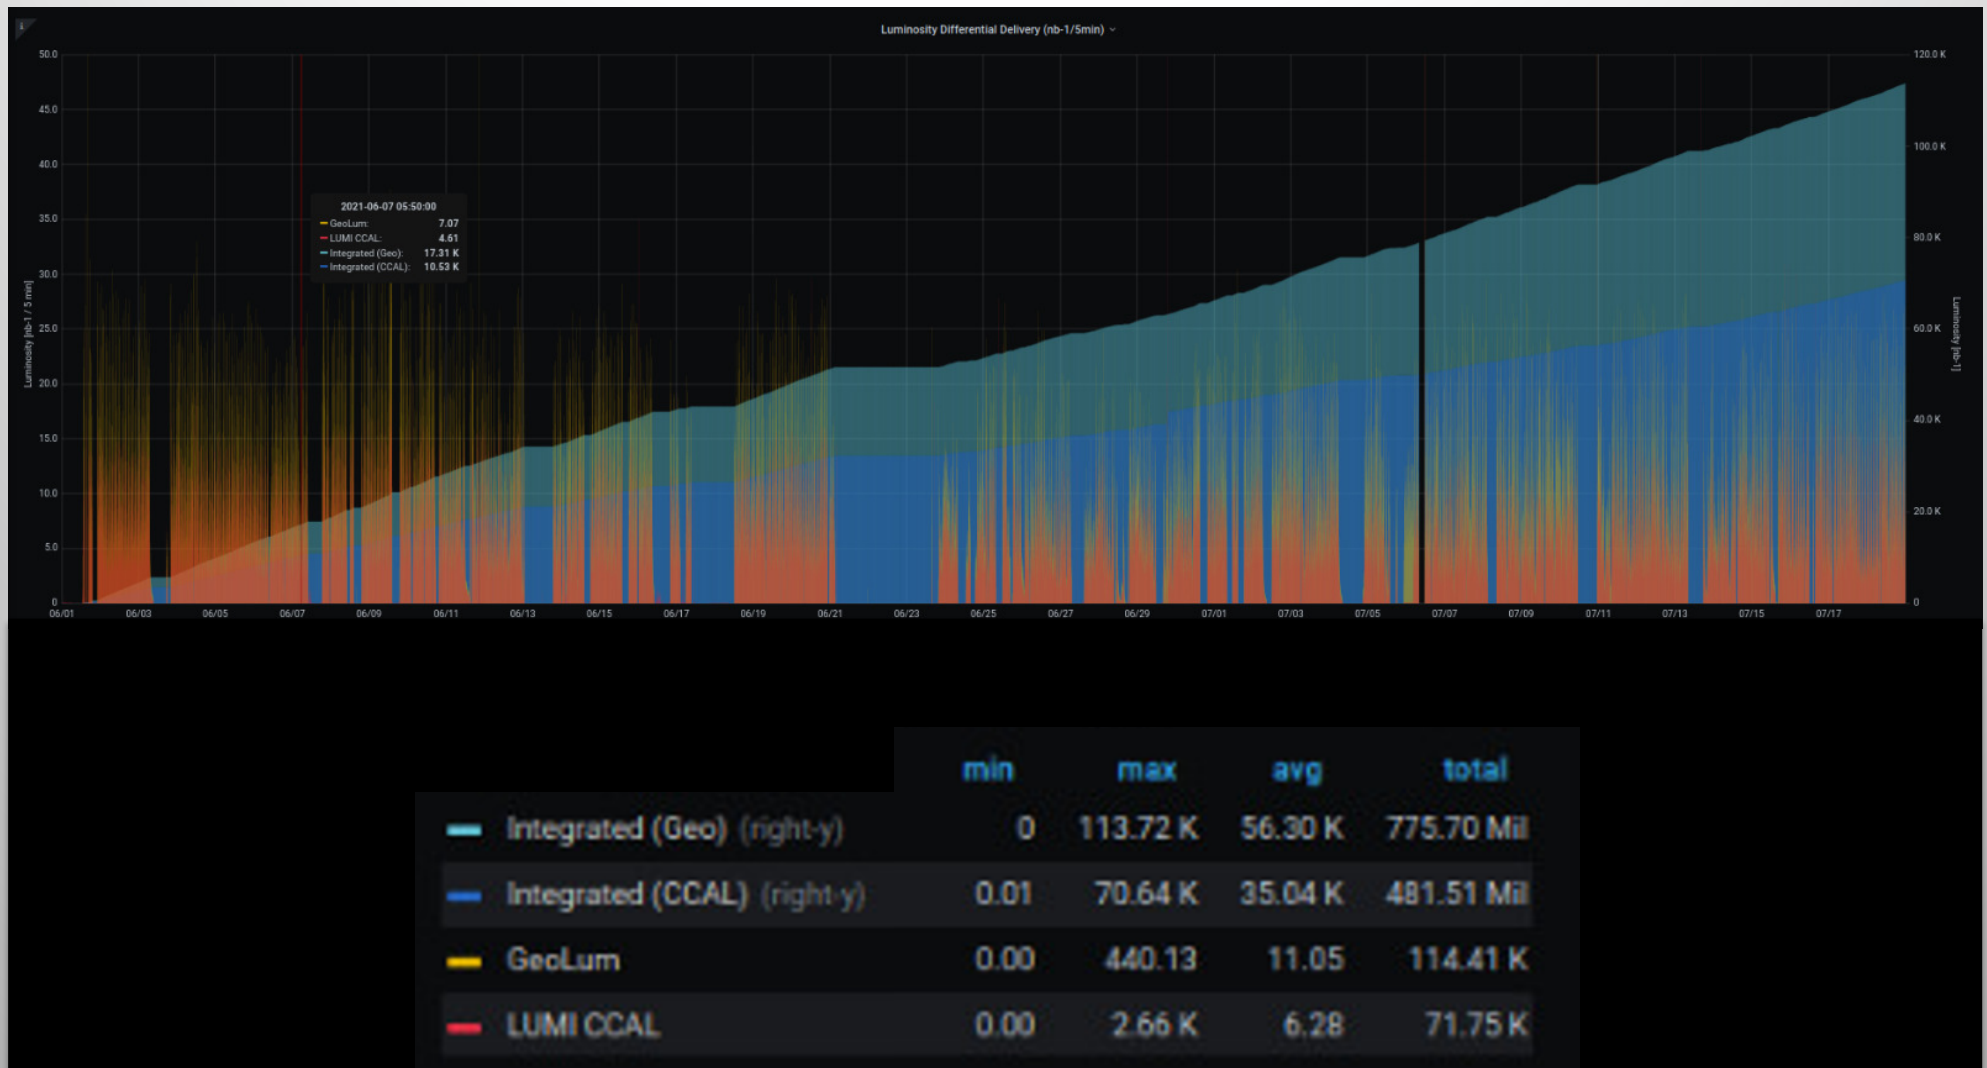 i
Luminosity Differential Delivery (nb-1/5min)
50.0
45.0
40.0
35.0
30.0
25.0
20.0
15.0
10.0
5.0
0
Luminosity [nb-1 / 5 min]
120.0 K
100.0 K
80.0 K
60.0 K
40.0 K
20.0 K
0
Luminosity [nb-1]
2021-06-07 05:50:00
GeoLum: 7.07
LUMI CCAL: 4.61
Integrated (Geo): 17.31 K
Integrated (CCAL): 10.53 K
06/01 06/03 06/05 06/07 06/09 06/11 06/13 06/15 06/17 06/19 06/21 06/23 06/25 06/27 06/29 07/01 07/03 07/05 07/07 07/09 07/11 07/13 07/15 07/17
min max avg total
Integrated (Geo) (right-y) 0 113.72 K 56.30 K 775.70 Mil
Integrated (CCAL) (right-y) 0.01 70.64 K 35.04 K 481.51 Mil
GeoLum 0.00 440.13 11.05 114.41 K
LUMI CCAL 0.00 2.66 K 6.28 71.75 K